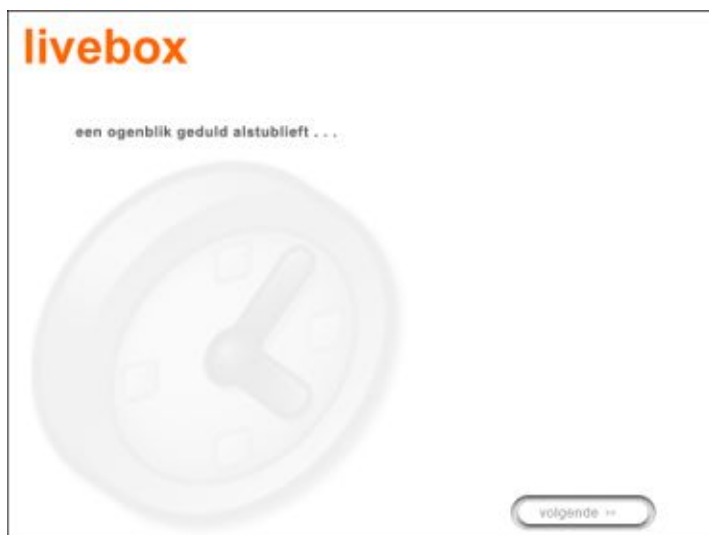 livebox
een ogenblik geduld alstublieft . . .
volgende »